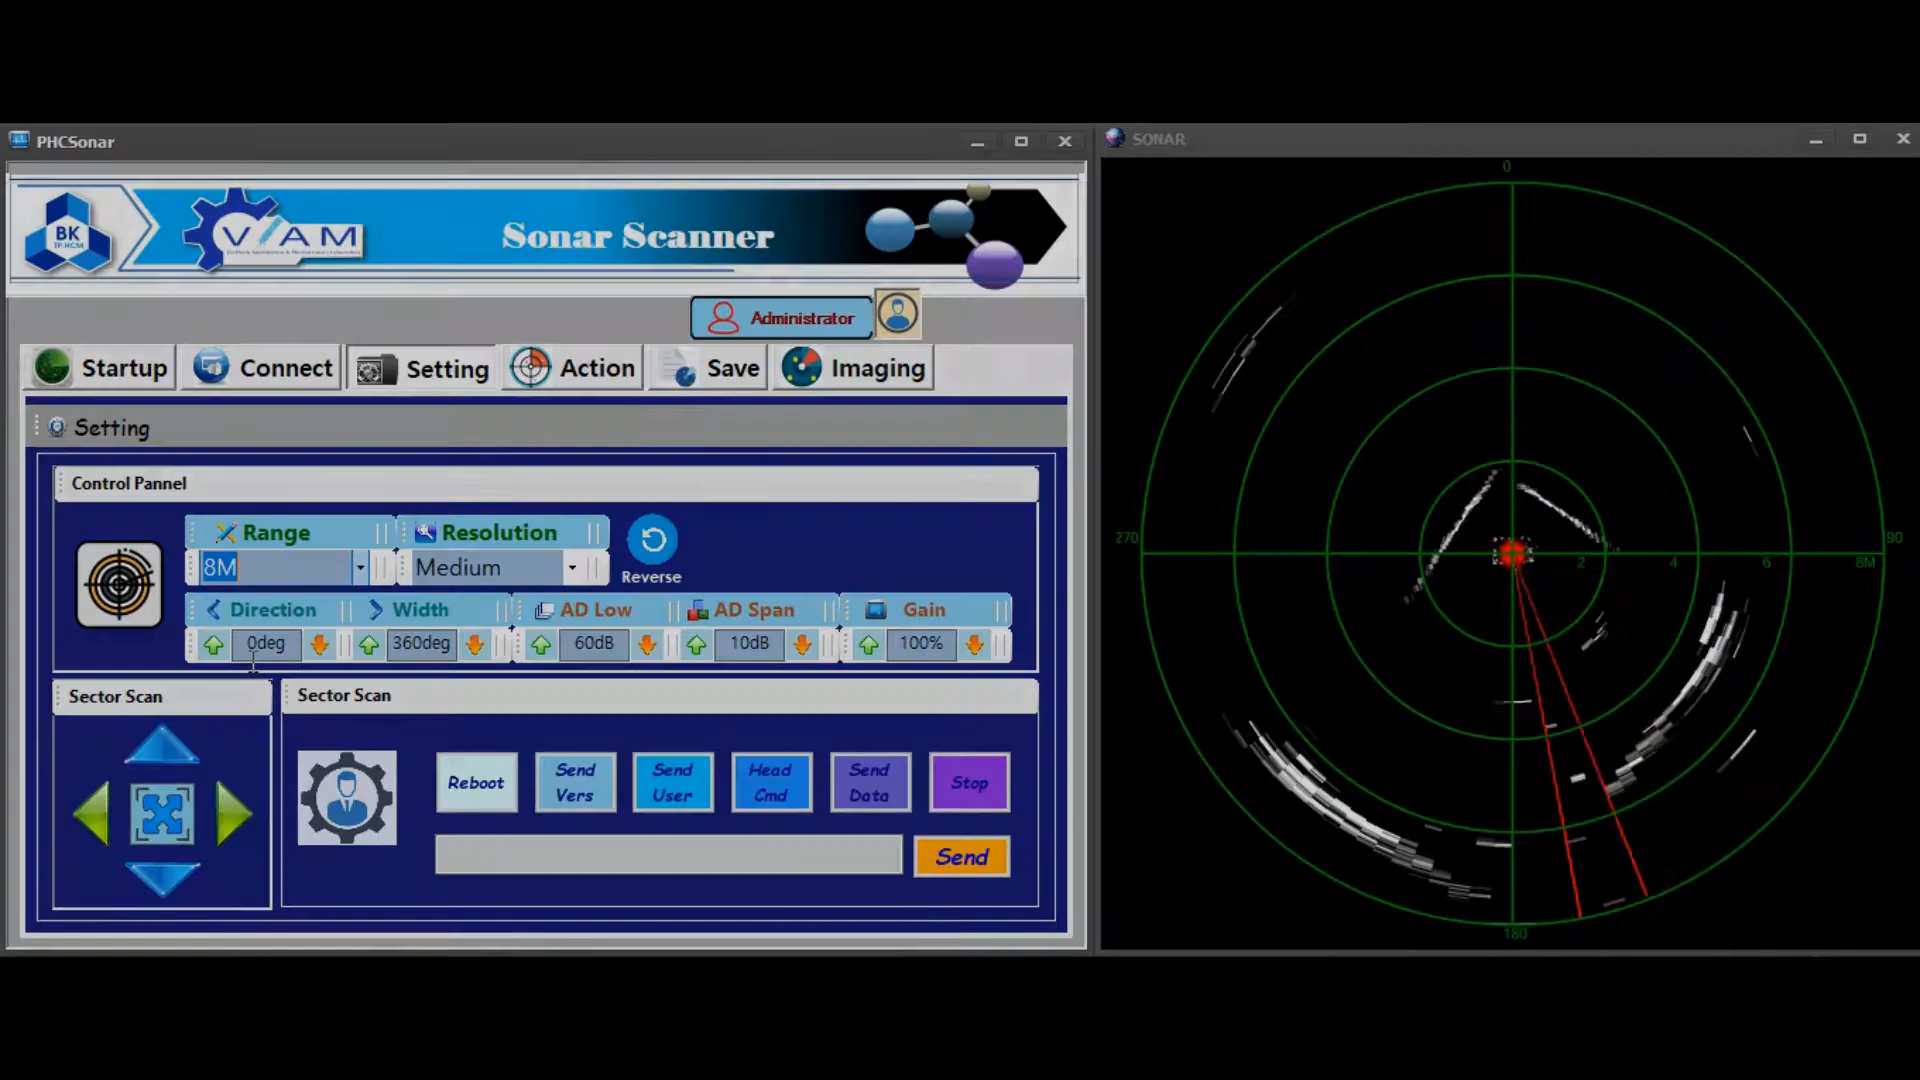 PHCSonar
SONAR
BK
TP.HCM
VIAM
Sonar Scanner
Administrator
Startup
Connect
Setting
Action
Save
Imaging
Setting
Control Pannel
Range
Resolution
8M
Medium
Reverse
Direction
Width
AD Low
AD Span
Gain
0deg
360deg
60dB
10dB
100%
Sector Scan
Sector Scan
Reboot
Send
Vers
Send
User
Head
Cmd
Send
Data
Stop
Send
0
270
90
2
4
6
8M
180